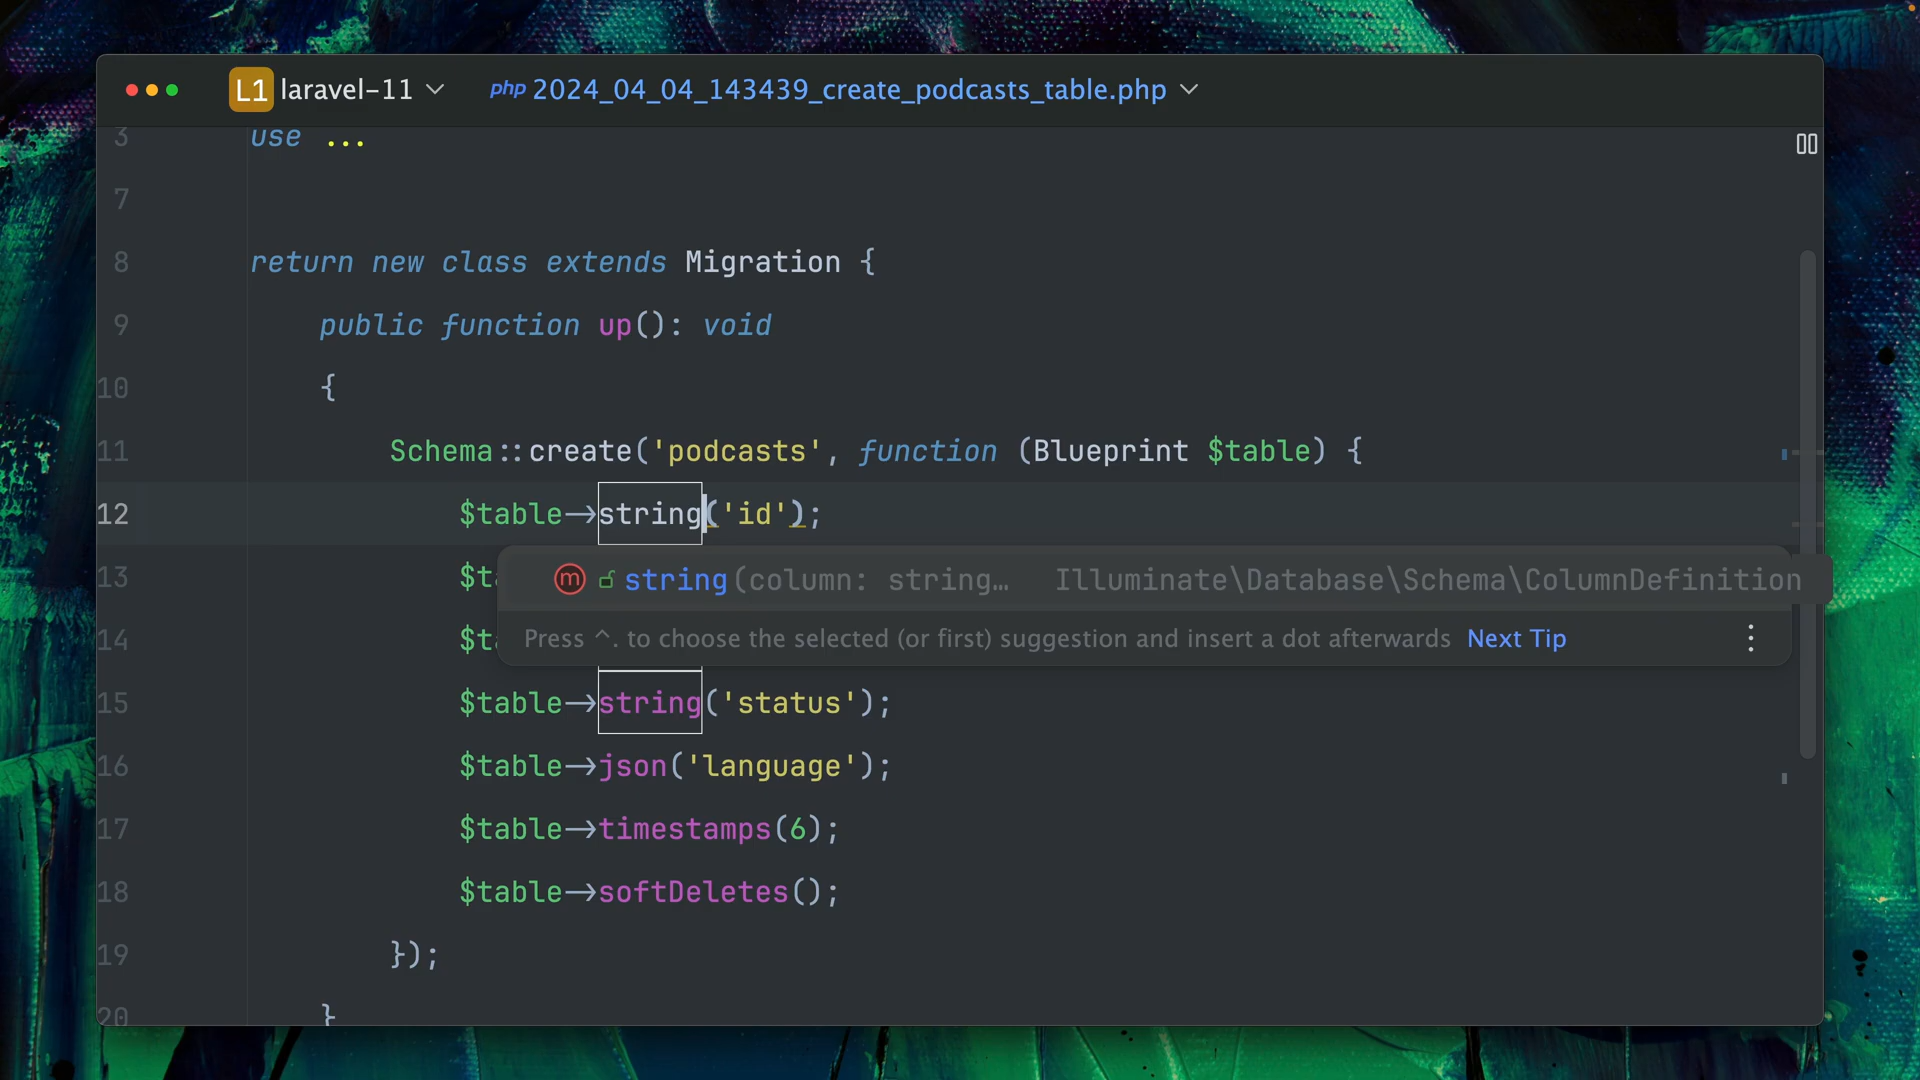 L1 laravel-11 php 2024_04_04_143439_create_podcasts_table.php
3 use ...
7
8 return new class extends Migration {
9 public function up(): void
10 {
11 Schema::create('podcasts', function (Blueprint $table) {
12 $table->string('id');
13 $t
m string(column: string… Illuminate\Database\Schema\ColumnDefinition
14 $t
Press ^. to choose the selected (or first) suggestion and insert a dot afterwards Next Tip
15 $table->string('status');
16 $table->json('language');
17 $table->timestamps(6);
18 $table->softDeletes();
19 });
20 }